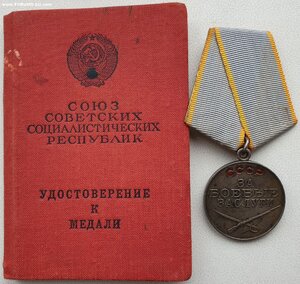 СОЮЗ
СОВЕТСКИХ
СОЦИАЛИСТИЧЕСКИХ
РЕСПУБЛИК
УДОСТОВЕРЕНИЕ
К
МЕДАЛИ
СССР
ЗА
БОЕВЫЕ
ЗАСЛУГИ